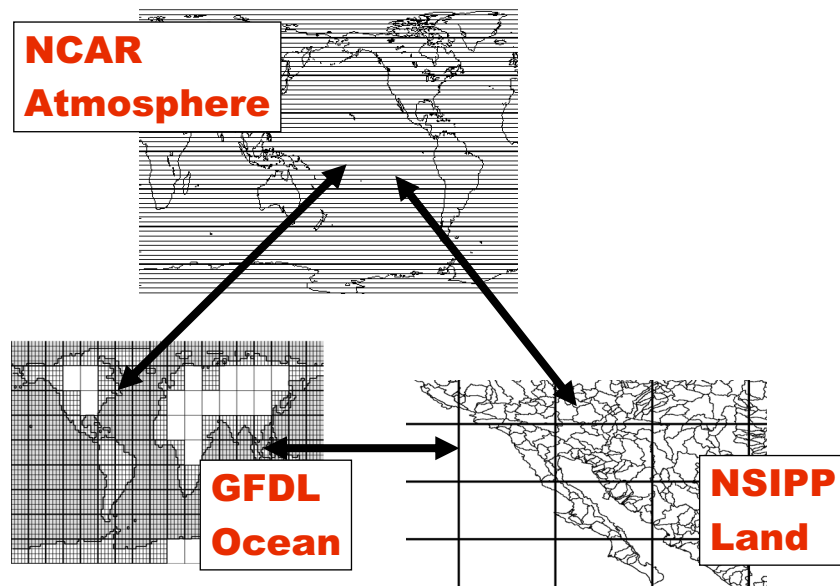 NCAR
Atmosphere
GFDL
Ocean
NSIPP
Land